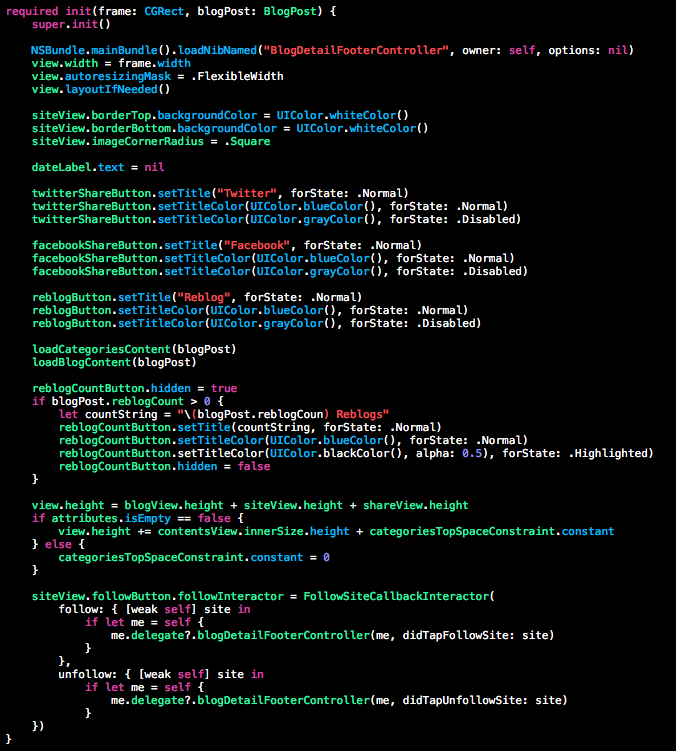 required init(frame: CGRect, blogPost: BlogPost) {
    super.init()

    NSBundle.mainBundle().loadNibNamed("BlogDetailFooterController", owner: self, options: nil)
    view.width = frame.width
    view.autoresizingMask = .FlexibleWidth
    view.layoutIfNeeded()

    siteView.borderTop.backgroundColor = UIColor.whiteColor()
    siteView.borderBottom.backgroundColor = UIColor.whiteColor()
    siteView.imageCornerRadius = .Square

    dateLabel.text = nil

    twitterShareButton.setTitle("Twitter", forState: .Normal)
    twitterShareButton.setTitleColor(UIColor.blueColor(), forState: .Normal)
    twitterShareButton.setTitleColor(UIColor.grayColor(), forState: .Disabled)

    facebookShareButton.setTitle("Facebook", forState: .Normal)
    facebookShareButton.setTitleColor(UIColor.blueColor(), forState: .Normal)
    facebookShareButton.setTitleColor(UIColor.grayColor(), forState: .Disabled)

    reblogButton.setTitle("Reblog", forState: .Normal)
    reblogButton.setTitleColor(UIColor.blueColor(), forState: .Normal)
    reblogButton.setTitleColor(UIColor.grayColor(), forState: .Disabled)

    loadCategoriesContent(blogPost)
    loadBlogContent(blogPost)

    reblogCountButton.hidden = true
    if blogPost.reblogCount > 0 {
        let countString = "\(blogPost.reblogCoun) Reblogs"
        reblogCountButton.setTitle(countString, forState: .Normal)
        reblogCountButton.setTitleColor(UIColor.blueColor(), forState: .Normal)
        reblogCountButton.setTitleColor(UIColor.blackColor(), alpha: 0.5), forState: .Highlighted)
        reblogCountButton.hidden = false
    }

    view.height = blogView.height + siteView.height + shareView.height
    if attributes.isEmpty == false {
        view.height += contentsView.innerSize.height + categoriesTopSpaceConstraint.constant
    } else {
        categoriesTopSpaceConstraint.constant = 0
    }

    siteView.followButton.followInteractor = FollowSiteCallbackInteractor(
        follow: { [weak self] site in
            if let me = self {
                me.delegate?.blogDetailFooterController(me, didTapFollowSite: site)
            }
        },
        unfollow: { [weak self] site in
            if let me = self {
                me.delegate?.blogDetailFooterController(me, didTapUnfollowSite: site)
            }
    })
}